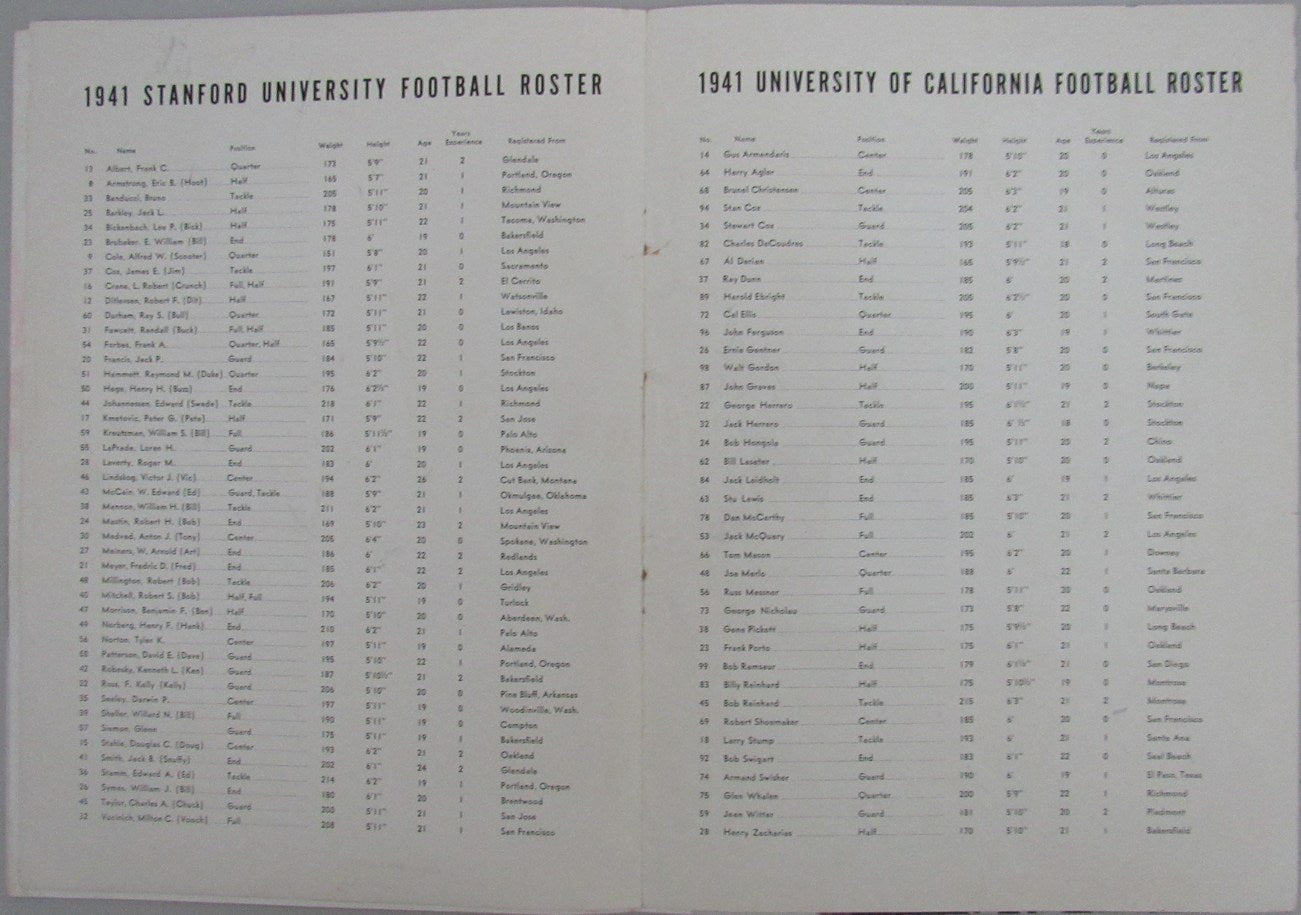 1941 STANFORD UNIVERSITY FOOTBALL ROSTER
No. Name Position Weight Height Age Years Experience Registered From
13 Albert, Frank C. Quarter 173 5'9" 21 2 Glendale
8 Armstrong, Eric B. (Hoot) Half 165 5'7" 21 1 Portland, Oregon
33 Banducci, Bruno Tackle 205 5'11" 20 1 Richmond
25 Barkley, Jack L. Half 178 5'10" 21 1 Mountain View
34 Bickenbach, Lee P. (Bick) Half 175 5'11" 22 1 Tacoma, Washington
23 Brubaker, E. William (Bill) End 178 6' 19 0 Bakersfield
9 Cole, Alfred W. (Scooter) Quarter 151 5'8" 20 1 Los Angeles
37 Cox, James E. (Jim) Tackle 197 6'1" 21 0 Sacramento
16 Crane, L. Robert (Crunch) Full, Half 191 5'9" 21 2 El Cerrito
12 Ditlevsen, Robert F. (Dit) Half 167 5'11" 22 1 Watsonville
60 Durham, Ray S. (Bull) Quarter 172 5'11" 21 0 Lewiston, Idaho
31 Fawcett, Randall (Buck) Full, Half 185 5'11" 20 0 Los Banos
54 Forbes, Frank A. Quarter, Half 165 5'9½" 22 0 Los Angeles
20 Francis, Jack P. Guard 184 5'10" 22 1 San Francisco
51 Hammett, Raymond M. (Duke) Quarter 195 6'2" 20 1 Stockton
50 Hoge, Henry H. (Buzz) End 176 6'2½" 19 0 Los Angeles
44 Johannessen, Edward (Swede) Tackle 218 6'1" 22 1 Richmond
17 Kmetovic, Peter G. (Pete) Half 171 5'9" 22 2 San Jose
59 Kreutzman, William S. (Bill) Full 186 5'11½" 19 0 Palo Alto
55 LaPrade, Loren H. Guard 202 6'1" 19 0 Phoenix, Arizona
28 Laverty, Roger M. End 183 6' 20 1 Los Angeles
46 Lindskog, Victor J. (Vic) Center 194 6'2" 26 2 Cut Bank, Montana
43 McCain, W. Edward (Ed) Guard, Tackle 188 5'9" 21 1 Okmulgee, Oklahoma
38 Mannon, William H. (Bill) Tackle 211 6'2" 21 1 Los Angeles
24 Mastin, Robert H. (Bob) End 169 5'10" 23 2 Mountain View
30 Medved, Anton J. (Tony) Center 205 6'4" 20 0 Spokane, Washington
27 Meiners, W. Arnold (Art) End 186 6' 22 2 Redlands
21 Meyer, Fredric D. (Fred) End 185 6'1" 22 2 Los Angeles
48 Millington, Robert (Bob) Tackle 206 6'2" 20 1 Gridley
40 Mitchell, Robert S. (Bob) Half, Full 194 5'11" 19 0 Turlock
47 Morrison, Benjamin F. (Ben) Half 170 5'10" 20 0 Aberdeen, Wash.
49 Norberg, Henry F. (Hank) End 210 6'2" 21 1 Palo Alto
56 Norton, Tyler K. Center 197 5'11" 19 0 Alameda
Patterson, David E. (Dave) Guard 195 5'10" 22 1 Portland, Oregon
42 Robesky, Kenneth L. (Ken) Guard 187 5'10½" 21 2 Bakersfield
22 Ross, F. Kelly (Kelly) Guard 206 5'10" 20 0 Pine Bluff, Arkansas
35 Seeley, Darwin P. Center 197 5'11" 19 0 Woodinville, Wash.
39 Sheller, Willard N. (Bill) Full 190 5'11" 19 0 Compton
57 Sismon, Glenn Guard 175 5'11" 19 1 Bakersfield
15 Stahle, Douglas C. (Doug) Center 193 6'2" 21 2 Oakland
41 Smith, Jack B. (Snuffy) End 202 6'1" 24 2 Glendale
36 Stamm, Edward A. (Ed) Tackle 214 6'2" 19 1 Portland, Oregon
26 Symes, William J. (Bill) End 180 6'1" 20 1 Brentwood
45 Taylor, Charles A. (Chuck) Guard 200 5'11" 21 1 San Jose
32 Vucinich, Milton C. (Vooch) Full 208 5'11" 21 1 San Francisco
1941 UNIVERSITY OF CALIFORNIA FOOTBALL ROSTER
No. Name Position Weight Height Age Years Experience Registered From
14 Gus Armendaris Center 178 5'10" 20 0 Los Angeles
64 Harry Agler End 191 6'2" 20 0 Oakland
68 Brunel Christensen Center 205 6'3" 19 0 Alturas
94 Stan Cox Tackle 204 6'2" 21 1 Westley
34 Stewart Cox Guard 205 6'2" 21 1 Westley
82 Charles DeCoudres Tackle 193 5'11" 18 0 Long Beach
67 Al Derian Half 165 5'9½" 21 2 San Francisco
37 Ray Dunn End 185 6' 20 2 Martinez
89 Harold Ebright Tackle 205 6'2½" 20 0 San Francisco
72 Cal Ellis Quarter 195 6' 20 1 South Gate
96 John Ferguson End 190 6'3" 19 1 Whittier
26 Ernie Gentner Guard 182 5'8" 20 0 San Francisco
98 Walt Gordon Half 170 5'11" 20 0 Berkeley
87 John Graves Half 200 5'11" 19 0 Napa
22 George Herrero Tackle 195 6'1½" 21 2 Stockton
32 Jack Herrero Guard 185 6' ½" 18 0 Stockton
24 Bob Hongola Guard 195 5'11" 20 2 Chino
62 Bill Laseter Half 170 5'10" 20 0 Oakland
84 Jack Leidholt End 185 6' 19 1 Los Angeles
63 Stu Lewis End 185 6'3" 21 2 Whittier
78 Dan McCarthy Full 185 5'10" 20 1 San Francisco
53 Jack McQuary Full 202 6' 21 2 Los Angeles
66 Tom Mason Center 195 6'2" 20 1 Downey
48 Joe Merlo Quarter 188 6' 22 1 Santa Barbara
56 Russ Messner Full 178 5'11" 20 0 Oakland
73 George Nicholau Guard 173 5'8" 22 0 Marysville
38 Gene Pickett Half 175 5'9½" 21 1 Long Beach
23 Frank Porto Half 175 6'1" 21 1 Oakland
99 Bob Ramseur End 179 6'1½" 21 0 San Diego
83 Billy Reinhard Half 175 5'10½" 19 0 Montrose
45 Bob Reinhard Tackle 215 6'3" 21 2 Montrose
69 Robert Shoemaker Center 185 6' 20 0 San Francisco
18 Larry Stump Tackle 193 6' 21 1 Santa Ana
92 Bob Swigart End 183 6'1" 22 0 Seal Beach
74 Armand Swisher Guard 190 6' 19 1 El Paso, Texas
75 Glen Whalen Quarter 200 5'9" 22 1 Richmond
59 Jean Witter Guard 181 5'10" 20 2 Piedmont
28 Henry Zacharias Half 170 5'10" 21 1 Bakersfield